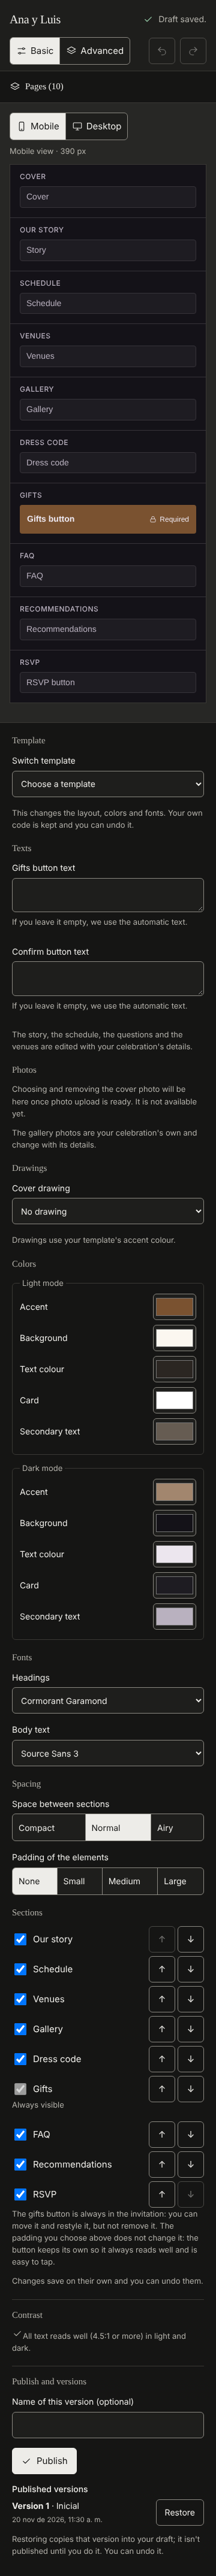 Ana y Luis
Draft saved.
Basic
Advanced
Pages (10)
Mobile
Desktop
Mobile view · 390 px
COVER
Cover
OUR STORY
Story
SCHEDULE
Schedule
VENUES
Venues
GALLERY
Gallery
DRESS CODE
Dress code
GIFTS
Gifts button
Required
FAQ
FAQ
RECOMMENDATIONS
Recommendations
RSVP
RSVP button
Template
Switch template
Choose a template
This changes the layout, colors and fonts. Your own
code is kept and you can undo it.
Texts
Gifts button text
If you leave it empty, we use the automatic text.
Confirm button text
If you leave it empty, we use the automatic text.
The story, the schedule, the questions and the
venues are edited with your celebration's details.
Photos
Choosing and removing the cover photo will be
here once photo upload is ready. It is not available
yet.
The gallery photos are your celebration's own and
change with its details.
Drawings
Cover drawing
No drawing
Drawings use your template's accent colour.
Colors
Light mode
Accent
Background
Text colour
Card
Secondary text
Dark mode
Accent
Background
Text colour
Card
Secondary text
Fonts
Headings
Cormorant Garamond
Body text
Source Sans 3
Spacing
Space between sections
Compact
Normal
Airy
Padding of the elements
None
Small
Medium
Large
Sections
Our story
Schedule
Venues
Gallery
Dress code
Gifts
Always visible
FAQ
Recommendations
RSVP
The gifts button is always in the invitation: you can
move it and restyle it, but not remove it. The
padding you choose above does not change it: the
button keeps its own so it always reads well and is
easy to tap.
Changes save on their own and you can undo them.
Contrast
All text reads well (4.5:1 or more) in light and
dark.
Publish and versions
Name of this version (optional)
Publish
Published versions
Version 1 · Inicial
20 nov de 2026, 11:30 a. m.
Restore
Restoring copies that version into your draft; it isn't
published until you do it. You can undo it.